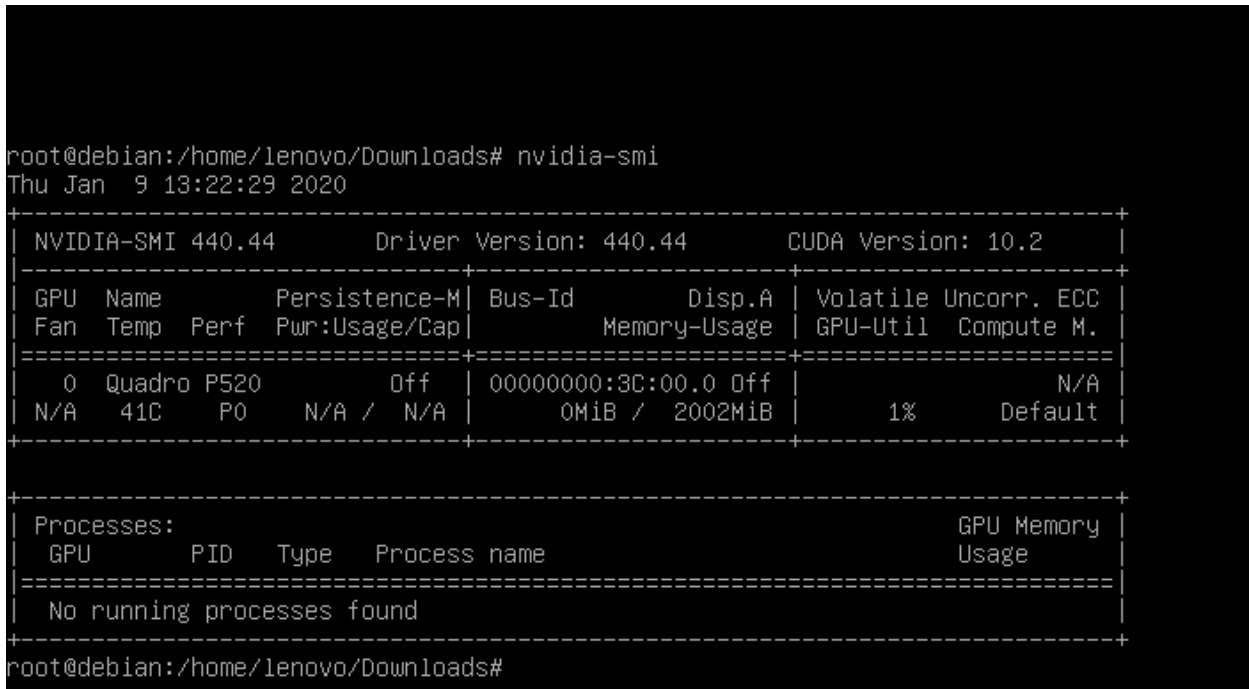 root@debian:/home/lenovo/Downloads# nvidia-smi
Thu Jan  9 13:22:29 2020
+-----------------------------------------------------------------------------+
| NVIDIA-SMI 440.44       Driver Version: 440.44       CUDA Version: 10.2     |
|-------------------------------+----------------------+----------------------+
| GPU  Name        Persistence-M| Bus-Id        Disp.A | Volatile Uncorr. ECC |
| Fan  Temp  Perf  Pwr:Usage/Cap|         Memory-Usage | GPU-Util  Compute M. |
|===============================+======================+======================|
|   0  Quadro P520         Off  | 00000000:3C:00.0 Off |                  N/A |
| N/A   41C    P0    N/A /  N/A |      0MiB /  2002MiB |      1%      Default |
+-------------------------------+----------------------+----------------------+

+-----------------------------------------------------------------------------+
| Processes:                                                       GPU Memory |
|  GPU       PID   Type   Process name                             Usage      |
|=============================================================================|
|  No running processes found                                                 |
+-----------------------------------------------------------------------------+
root@debian:/home/lenovo/Downloads#